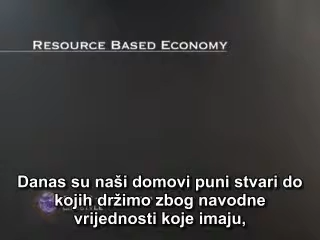 RESOURCE BASED ECONOMY
Danas su naši domovi puni stvari do
kojih držimo zbog navodne
vrijednosti koje imaju,